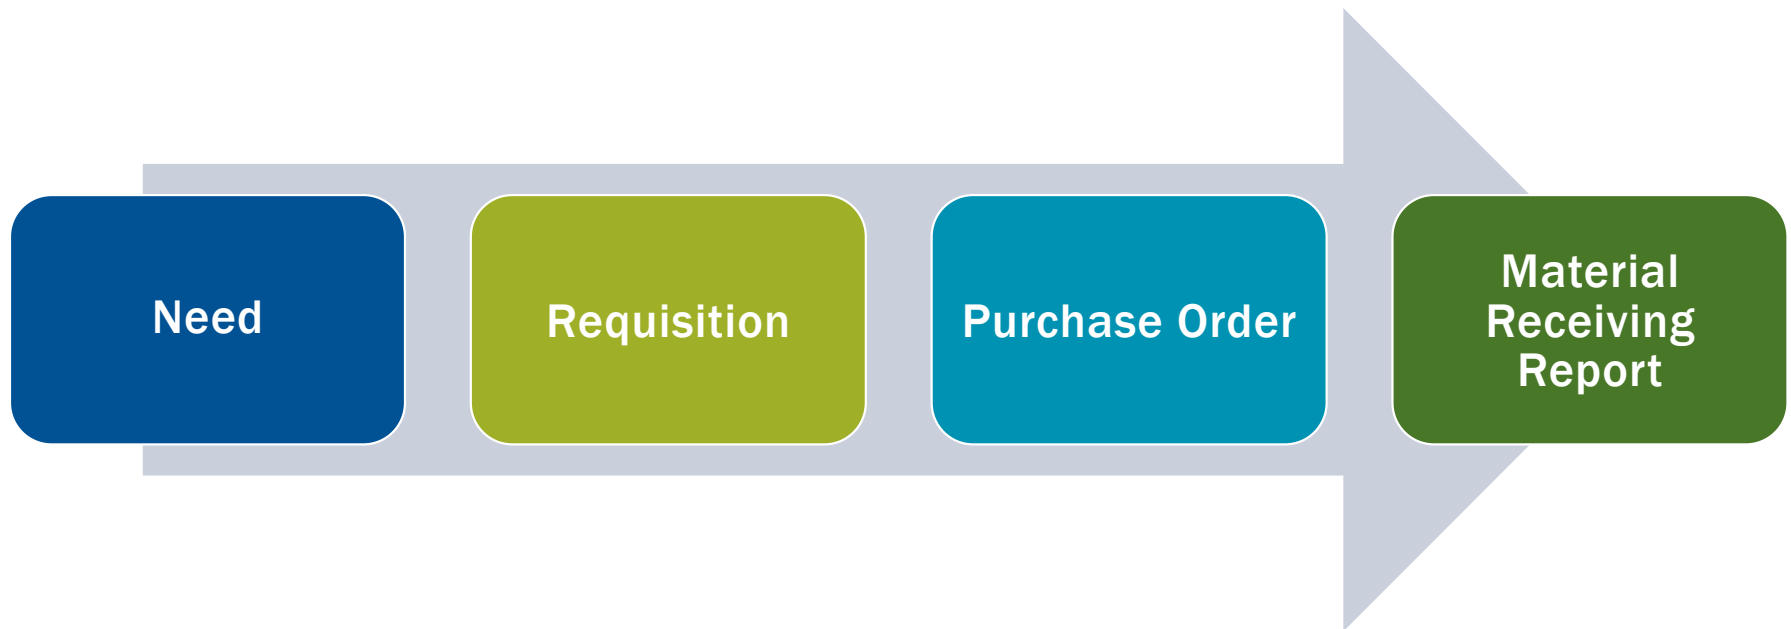 Need
Requisition
Purchase Order
Material
Receiving
Report